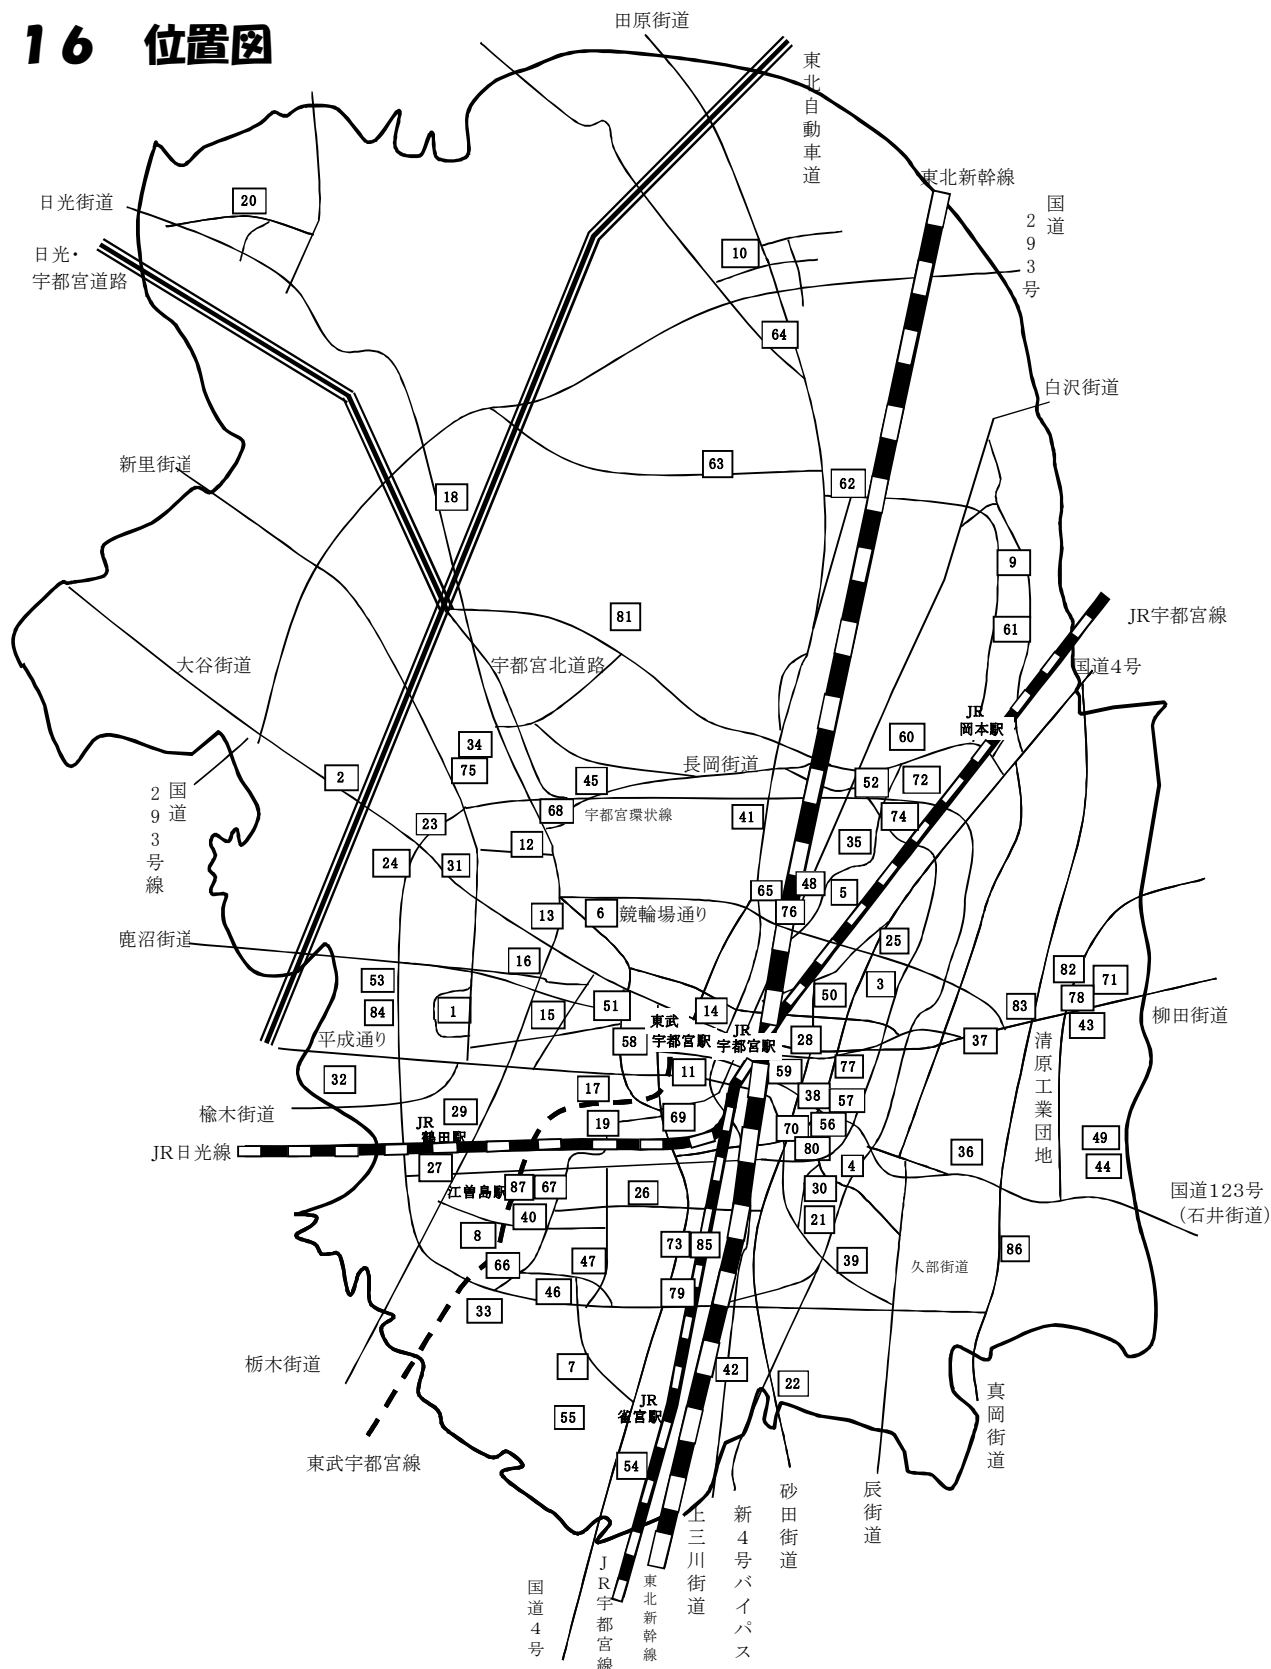 16 位置図
田原街道
東北自動車道
東北新幹線
国道
293号
日光街道
20
日光・
宇都宮道路
10
64
白沢街道
新里街道
63
62
18
9
81
61
JR宇都宮線
大谷街道
宇都宮北道路
国道4号
JR
岡本駅
60
34
75
2
長岡街道
45
52
72
国道
293号線
68
宇都宮環状線
41
74
23
12
35
24
31
65
48
5
76
13
6
競輪場通り
25
鹿沼街道
16
53
84
1
15
51
14
50
3
82
71
78
83
43
柳田街道
東武
宇都宮駅
JR
宇都宮駅
58
28
37
平成通り
清原工業団地
32
11
59
77
17
38
57
楡木街道
29
19
69
70
56
JR
鶴田駅
JR日光線
80
36
49
44
27
4
江曽島駅
87
67
26
30
国道123号
(石井街道)
40
21
8
73
85
86
66
47
39
久部街道
46
79
33
栃木街道
7
42
22
真岡街道
JR
雀宮駅
55
東武宇都宮線
54
辰街道
砂田街道
新4号バイパス
上三川街道
東北新幹線
JR宇都宮線
国道4号